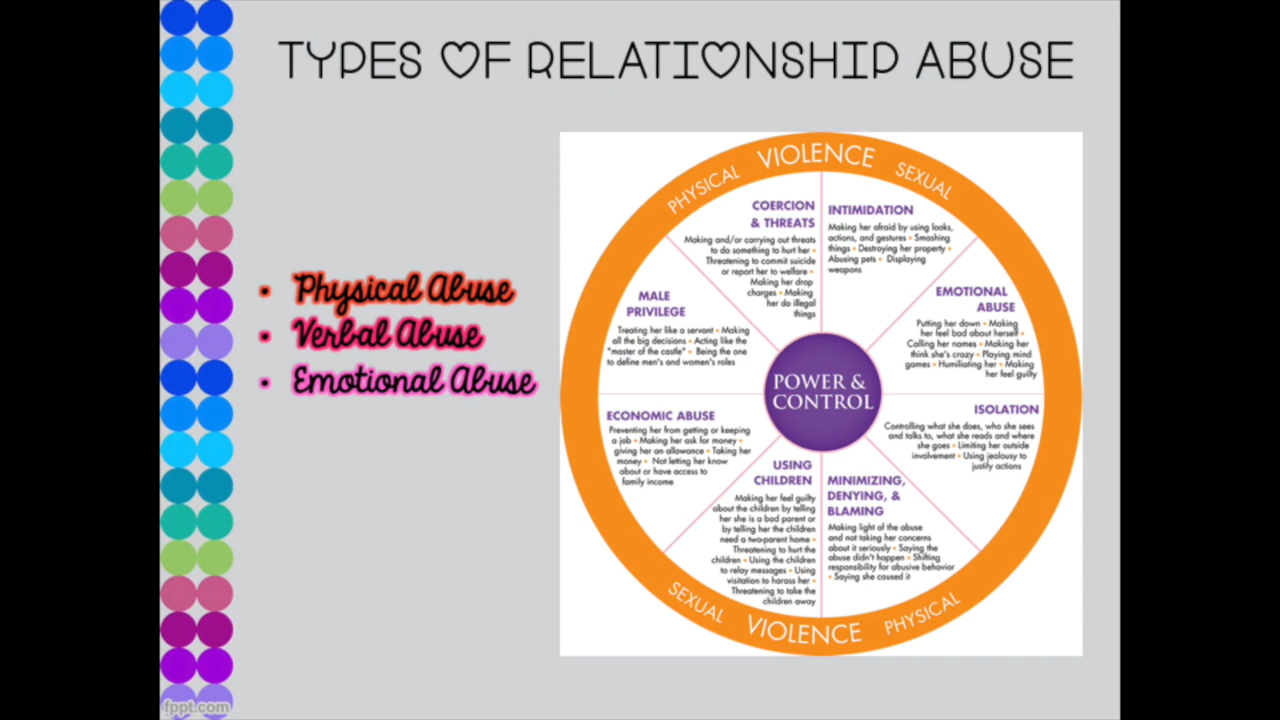 TYPES OF RELATIONSHIP ABUSE
• Physical Abuse
• Verbal Abuse
• Emotional Abuse
PHYSICAL VIOLENCE SEXUAL
COERCION
& THREATS
Making and/or carrying out threats
to do something to hurt her •
Threatening to commit suicide
or report her to welfare •
Making her drop
charges • Making
her do illegal
things
INTIMIDATION
Making her afraid by using looks,
actions, and gestures • Smashing
things • Destroying her property •
Abusing pets • Displaying
weapons
MALE
PRIVILEGE
Treating her like a servant • Making
all the big decisions • Acting like the
"master of the castle" • Being the one
to define men's and women's roles
EMOTIONAL
ABUSE
Putting her down • Making
her feel bad about herself •
Calling her names • Making her
think she's crazy • Playing mind
games • Humiliating her • Making
her feel guilty
POWER &
CONTROL
ECONOMIC ABUSE
Preventing her from getting or keeping
a job • Making her ask for money •
giving her an allowance • Taking her
money • Not letting her know
about or have access to
family income
ISOLATION
Controlling what she does, who she sees
and talks to, what she reads and where
she goes • Limiting her outside
involvement • Using jealousy to
justify actions
USING
CHILDREN
Making her feel guilty
about the children by telling
her she is a bad parent or
by telling her the children
need a two-parent home •
Threatening to hurt the
children • Using the children
to relay messages • Using
visitation to harass her •
Threatening to take the
children away
MINIMIZING,
DENYING, &
BLAMING
Making light of the abuse
and not taking her concerns
about it seriously • Saying the
abuse didn't happen • Shifting
responsibility for abusive behavior
• Saying she caused it
SEXUAL VIOLENCE PHYSICAL
fppt.com